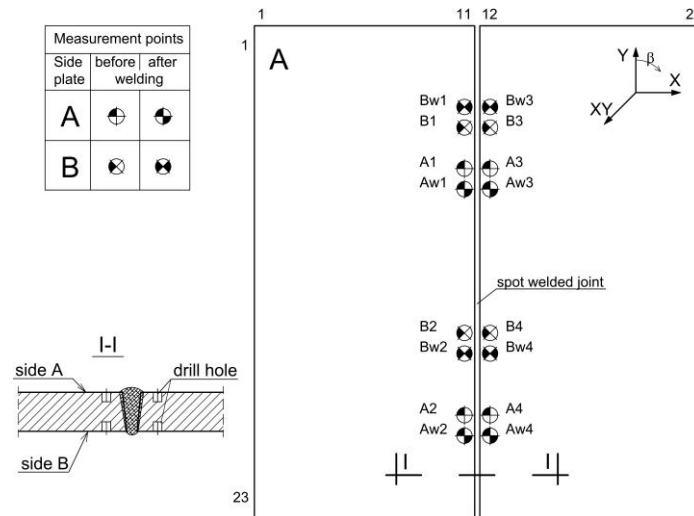 Measurement points
Side plate
before
after
welding
A
B
1
11
12
2
1
23
A
Y
β
X
XY
Bw1
Bw3
B1
B3
A1
A3
Aw1
Aw3
spot welded joint
B2
B4
Bw2
Bw4
A2
A4
Aw2
Aw4
I
I
I-I
side A
drill hole
side B